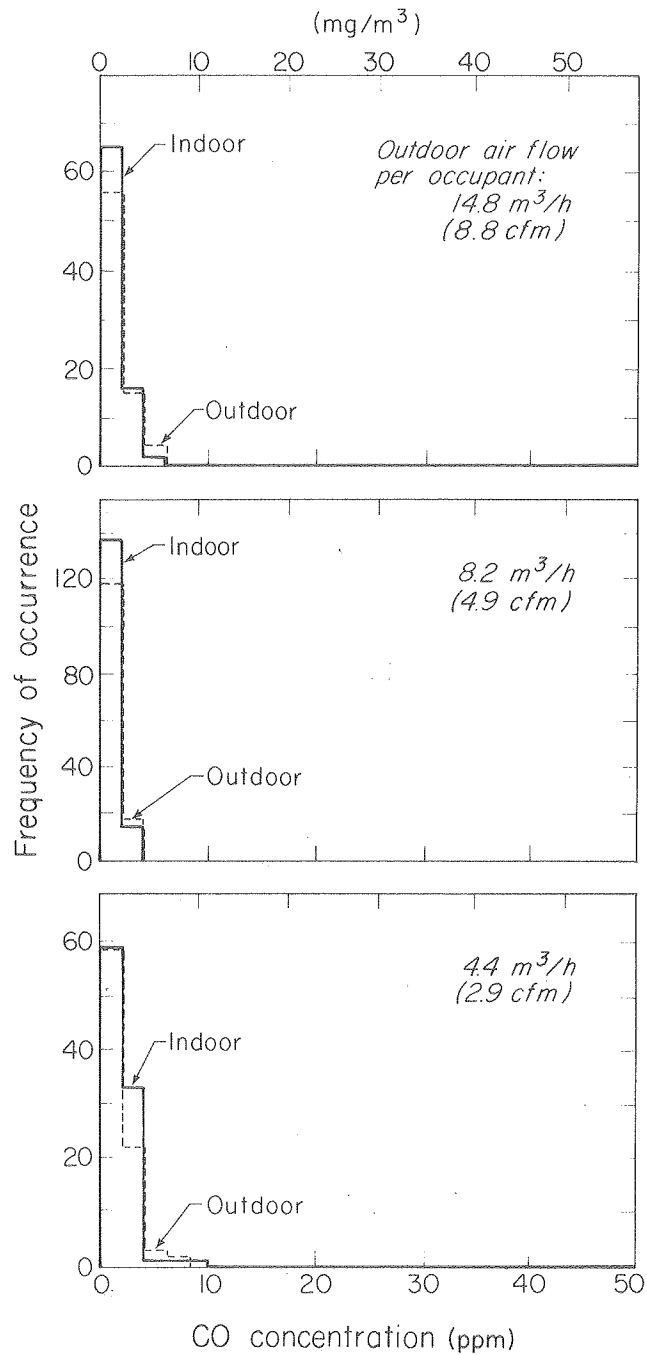 (mg/m³)
0 10 20 30 40 50
Indoor
Outdoor air flow
per occupant:
14.8 m³/h
(8.8 cfm)
60
40
20
0
Outdoor
Frequency of occurrence
Indoor
8.2 m³/h
(4.9 cfm)
120
80
40
0
Outdoor
60
40
20
0
4.4 m³/h
(2.9 cfm)
Indoor
Outdoor
0 10 20 30 40 50
CO concentration (ppm)